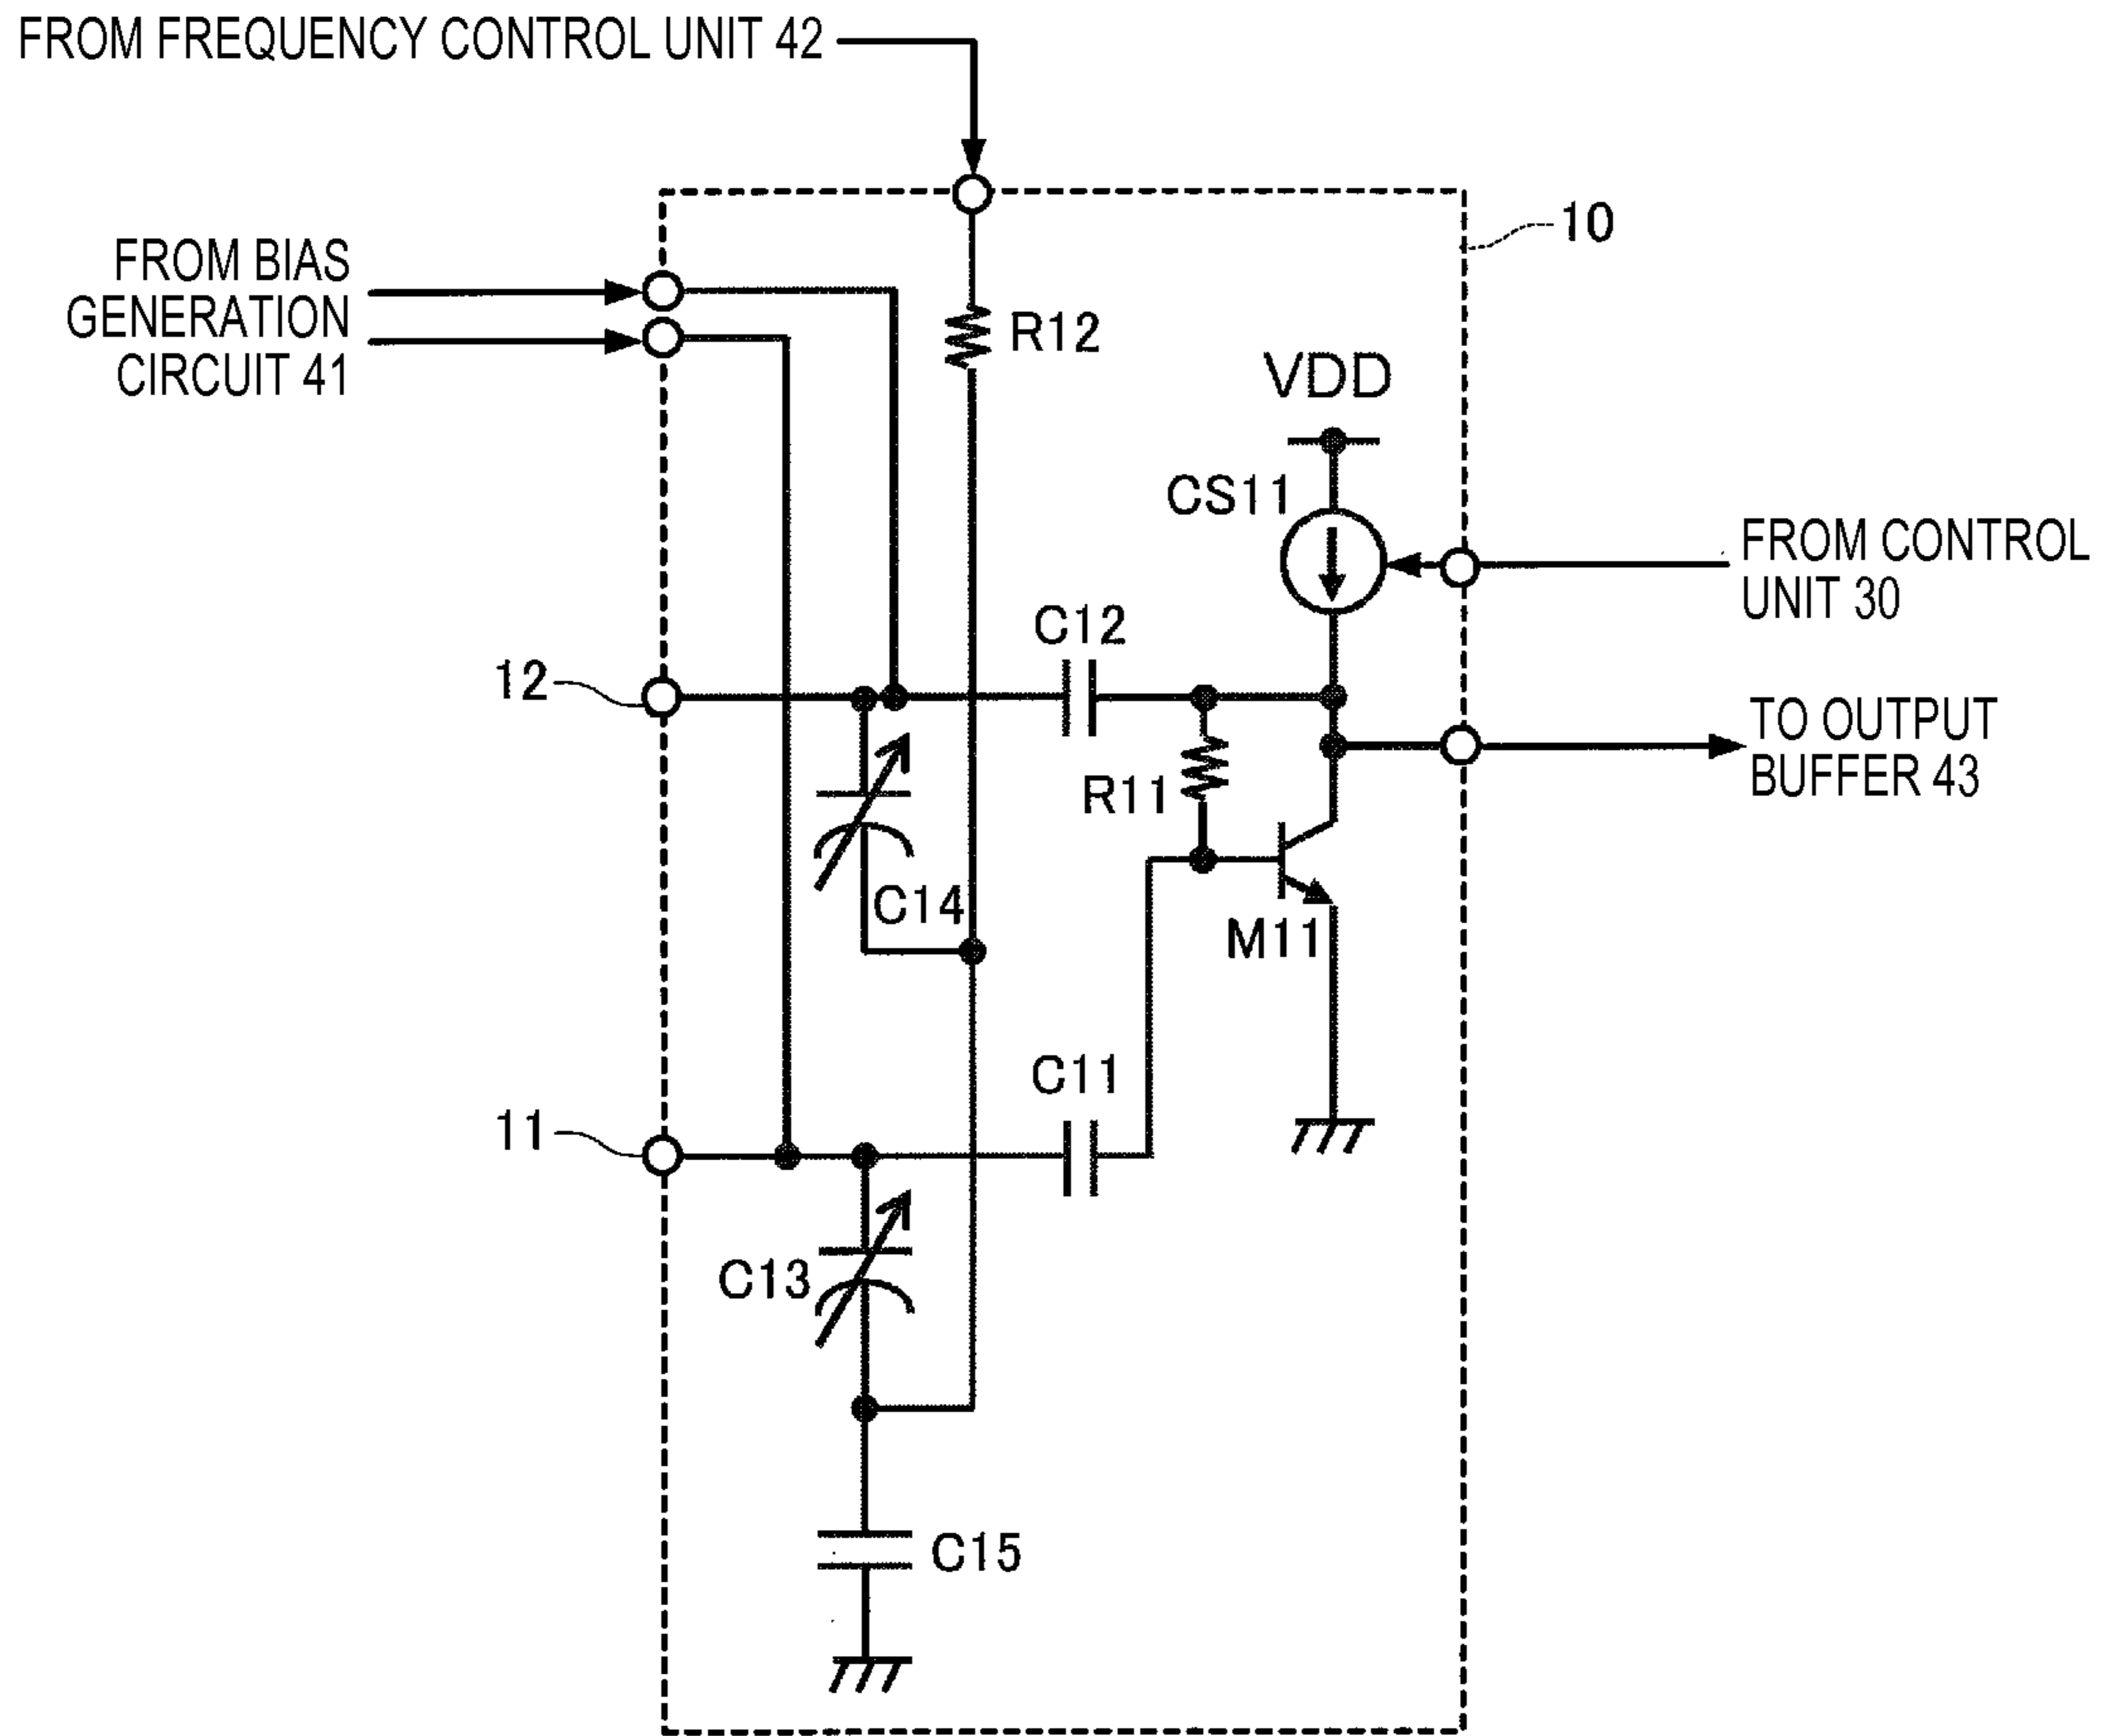 FROM FREQUENCY CONTROL UNIT 42
10
FROM BIAS
GENERATION
CIRCUIT 41
R12
VDD
CS11
FROM CONTROL
UNIT 30
C12
12
TO OUTPUT
BUFFER 43
R11
C14
M11
C11
11
C13
C15